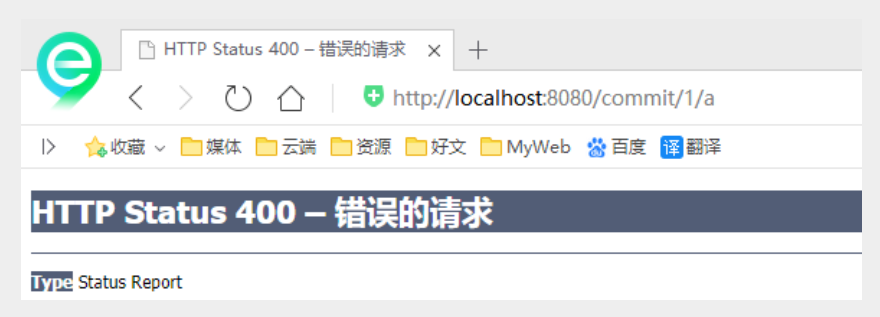 HTTP Status 400 – 错误的请求
http://localhost:8080/commit/1/a
收藏 媒体 云端 资源 好文 MyWeb 百度 译 翻译
HTTP Status 400 – 错误的请求
Type Status Report